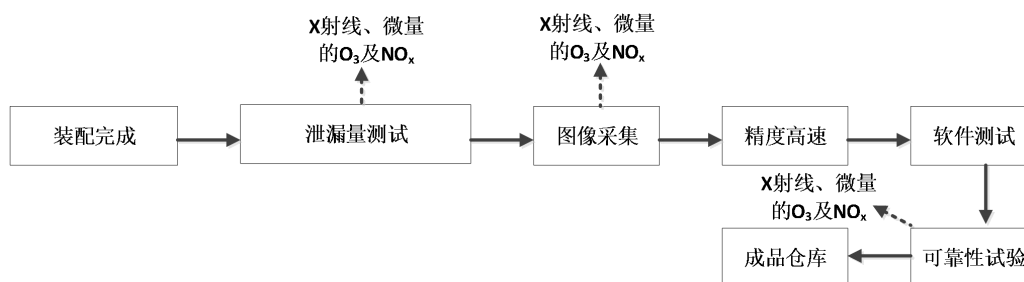 X射线、微量
的O₃及NOₓ
X射线、微量
的O₃及NOₓ
装配完成
泄漏量测试
图像采集
精度高速
软件测试
X射线、微量
的O₃及NOₓ
成品仓库
可靠性试验